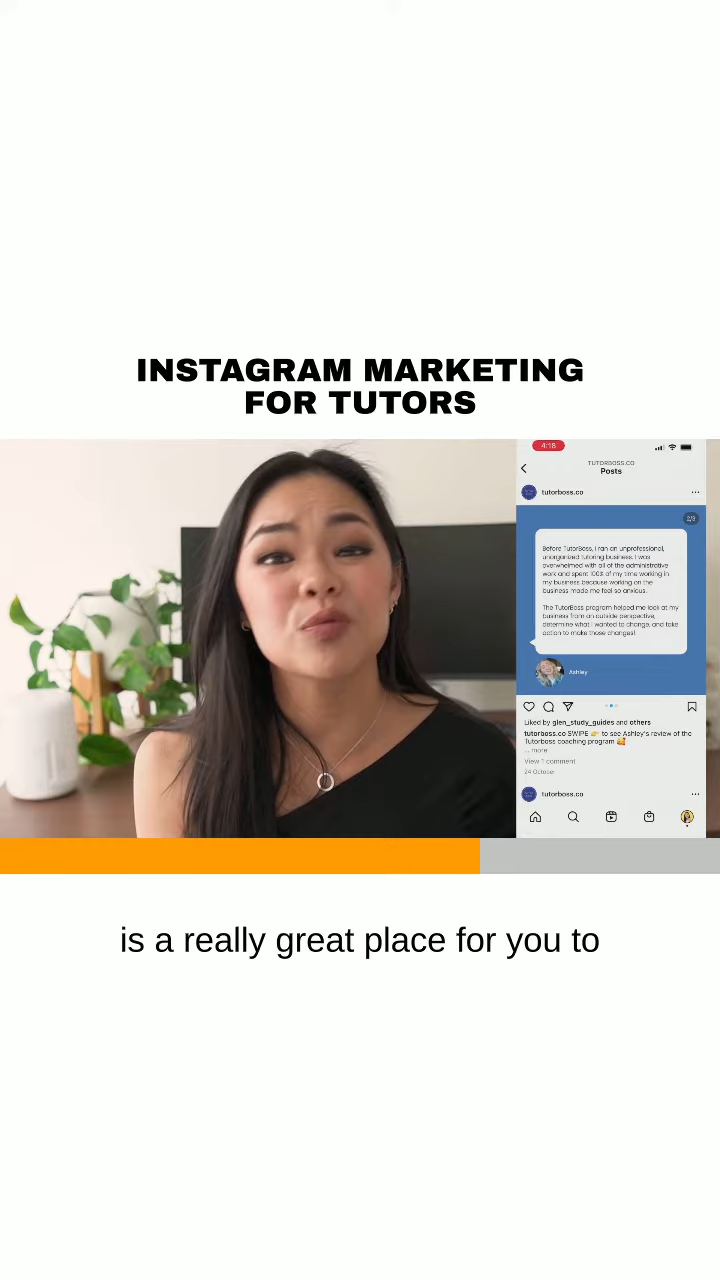 INSTAGRAM MARKETING
FOR TUTORS
4:18
TUTORBOSS.CO
Posts
tutorboss.co
2/3
Before TutorBoss, I ran an unprofessional,
unorganized tutoring business. I was
overwhelmed with all of the administrative
work and spent 100% of my time working in
my business because working on the
business made me feel so anxious.
The TutorBoss program helped me look at my
business from an outside perspective,
determine what I wanted to change, and take
action to make those changes!
Ashley
Liked by glen_study_guides and others
tutorboss.co SWIPE 👉 to see Ashley's review of the
Tutorboss coaching program 🥰
... more
View 1 comment
24 October
tutorboss.co
is a really great place for you to